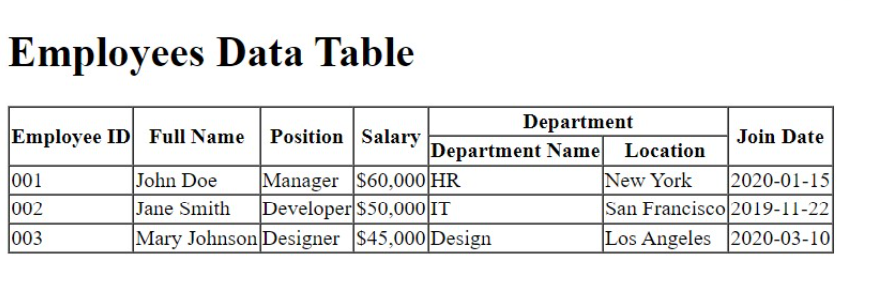 Employees Data Table
Employee ID Full Name Position Salary Department Join Date
Department Name Location
001 John Doe Manager $60,000 HR New York 2020-01-15
002 Jane Smith Developer $50,000 IT San Francisco 2019-11-22
003 Mary Johnson Designer $45,000 Design Los Angeles 2020-03-10